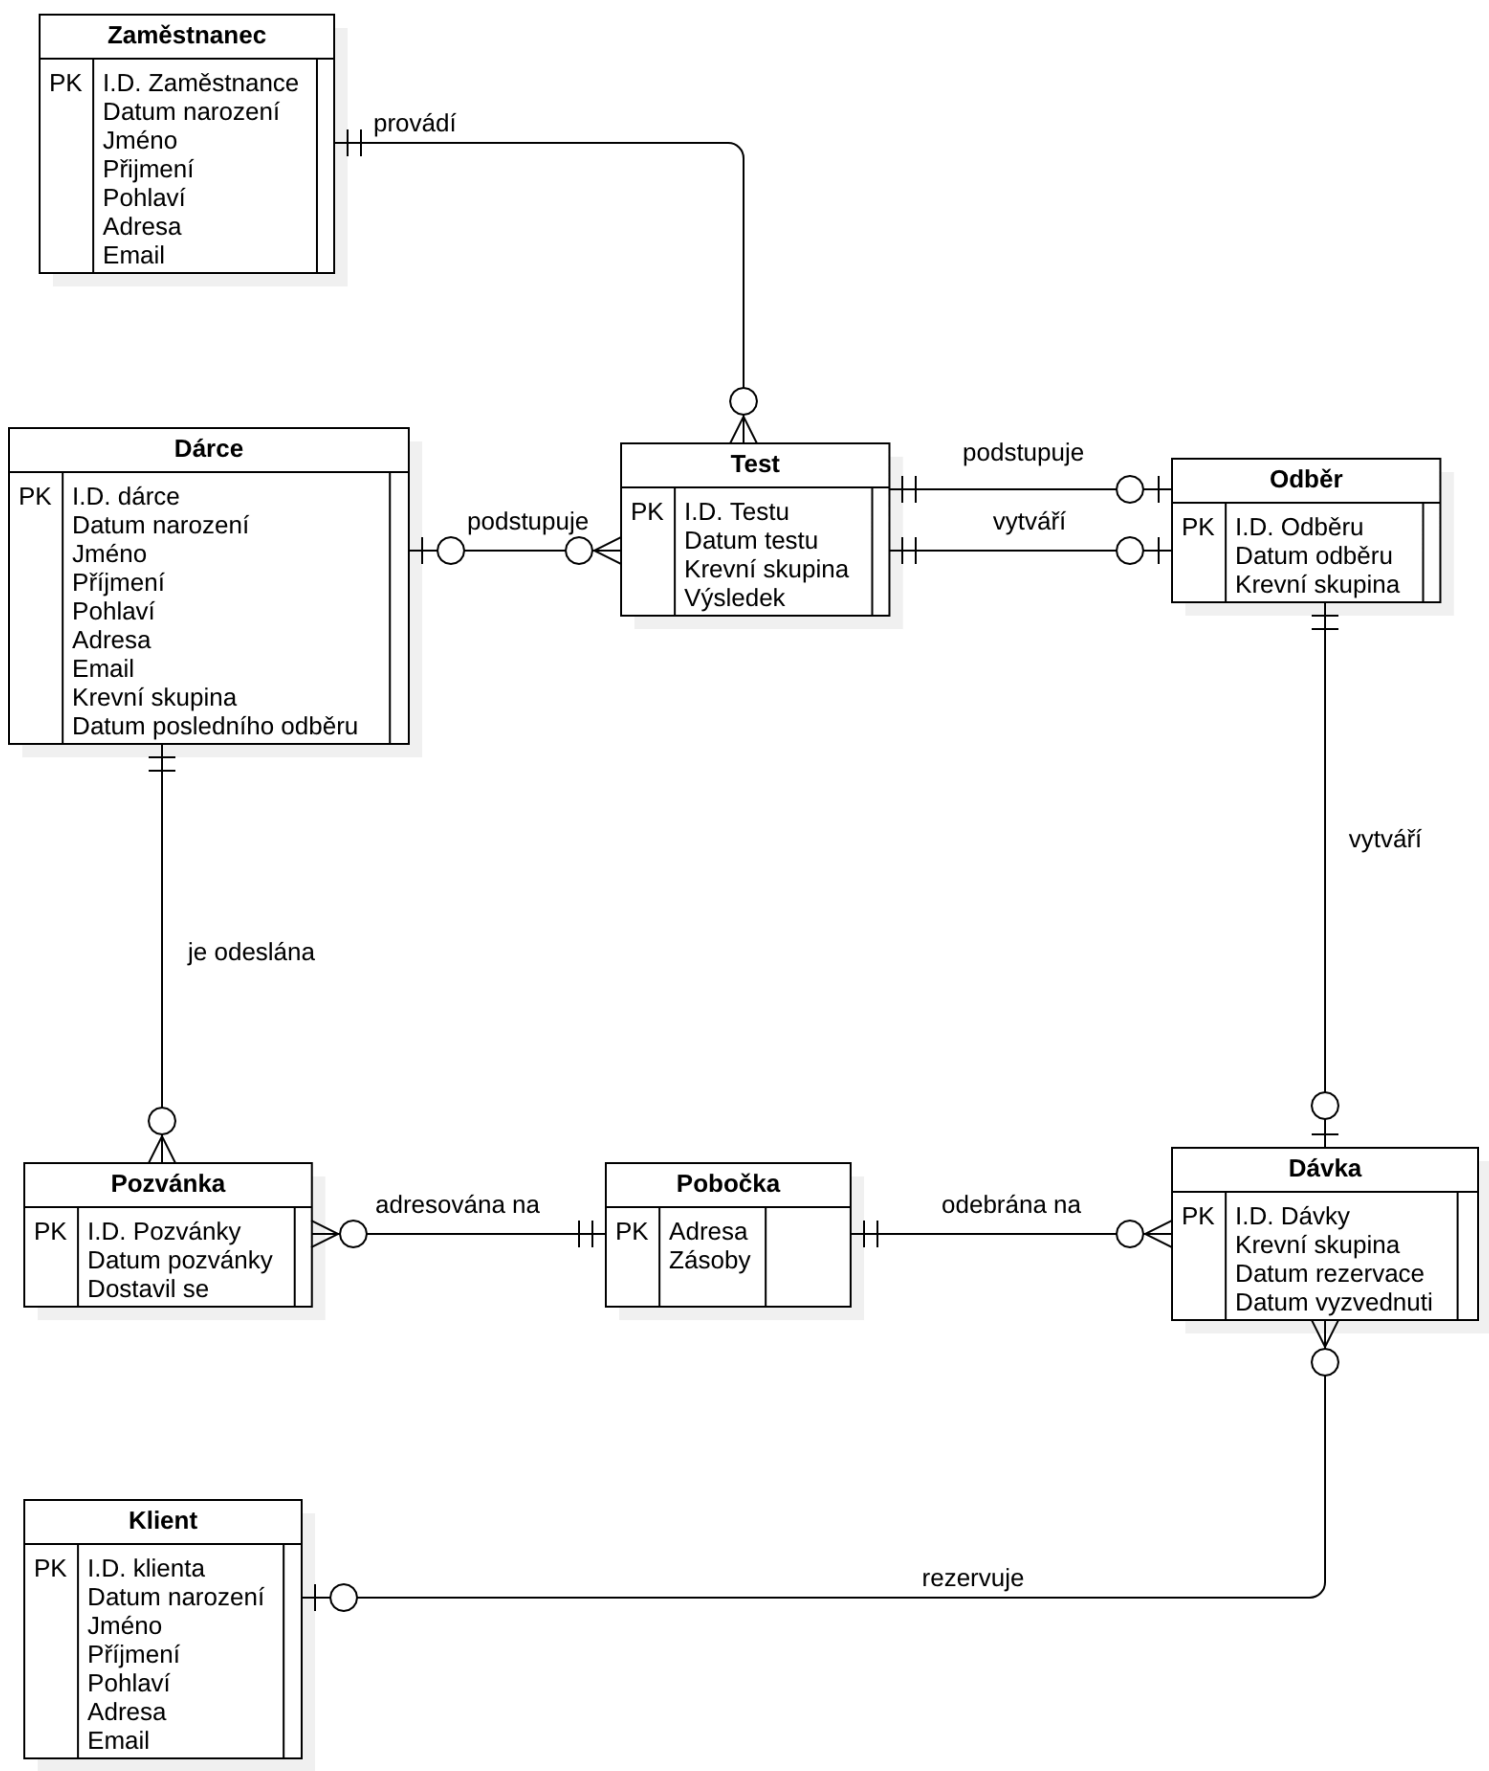 Zaměstnanec
PK I.D. Zaměstnance
Datum narození
Jméno
Přijmení
Pohlaví
Adresa
Email
provádí
Dárce
PK I.D. dárce
Datum narození
Jméno
Příjmení
Pohlaví
Adresa
Email
Krevní skupina
Datum posledního odběru
podstupuje
Test
PK I.D. Testu
Datum testu
Krevní skupina
Výsledek
podstupuje
vytváří
Odběr
PK I.D. Odběru
Datum odběru
Krevní skupina
vytváří
je odeslána
Pozvánka
PK I.D. Pozvánky
Datum pozvánky
Dostavil se
adresována na
Pobočka
PK Adresa
Zásoby
odebrána na
Dávka
PK I.D. Dávky
Krevní skupina
Datum rezervace
Datum vyzvednuti
Klient
PK I.D. klienta
Datum narození
Jméno
Příjmení
Pohlaví
Adresa
Email
rezervuje